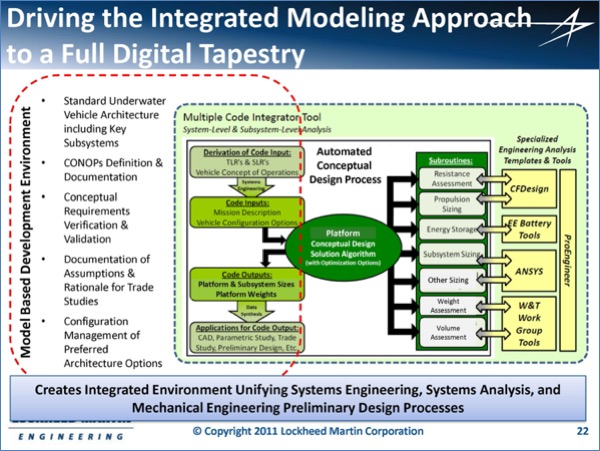 Driving the Integrated Modeling Approach
to a Full Digital Tapestry
Model Based Development Environment
• Standard Underwater
Vehicle Architecture
including Key
Subsystems
• CONOPs Definition &
Documentation
• Conceptual
Requirements
Verification &
Validation
• Documentation of
Assumptions &
Rationale for Trade
Studies
• Configuration
Management of
Preferred
Architecture Options
Multiple Code Integrator Tool
System-Level & Subsystem-Level Analysis
Derivation of Code Input:
TLR's & SLR's
Vehicle Concept of Operations
Systems
Engineering
Code Inputs:
Mission Description
Vehicle Configuration Options
Code Outputs:
Platform & Subsystem Sizes
Platform Weights
Data
Synthesis
Applications for Code Output:
CAD, Parametric Study, Trade
Study, Preliminary Design, Etc.
Automated
Conceptual
Design Process
Platform
Conceptual Design
Solution Algorithm
(with Optimization Options)
Subroutines:
Resistance
Assessment
Propulsion
Sizing
Energy Storage
Subsystem Sizing
Other Sizing
Weight
Assessment
Volume
Assessment
Specialized
Engineering Analysis
Templates & Tools
CFDesign
EE Battery
Tools
ANSYS
W&T
Work
Group
Tools
ProEngineer
Creates Integrated Environment Unifying Systems Engineering, Systems Analysis, and
Mechanical Engineering Preliminary Design Processes
LOCKHEED MARTIN
ENGINEERING
© Copyright 2011 Lockheed Martin Corporation
22